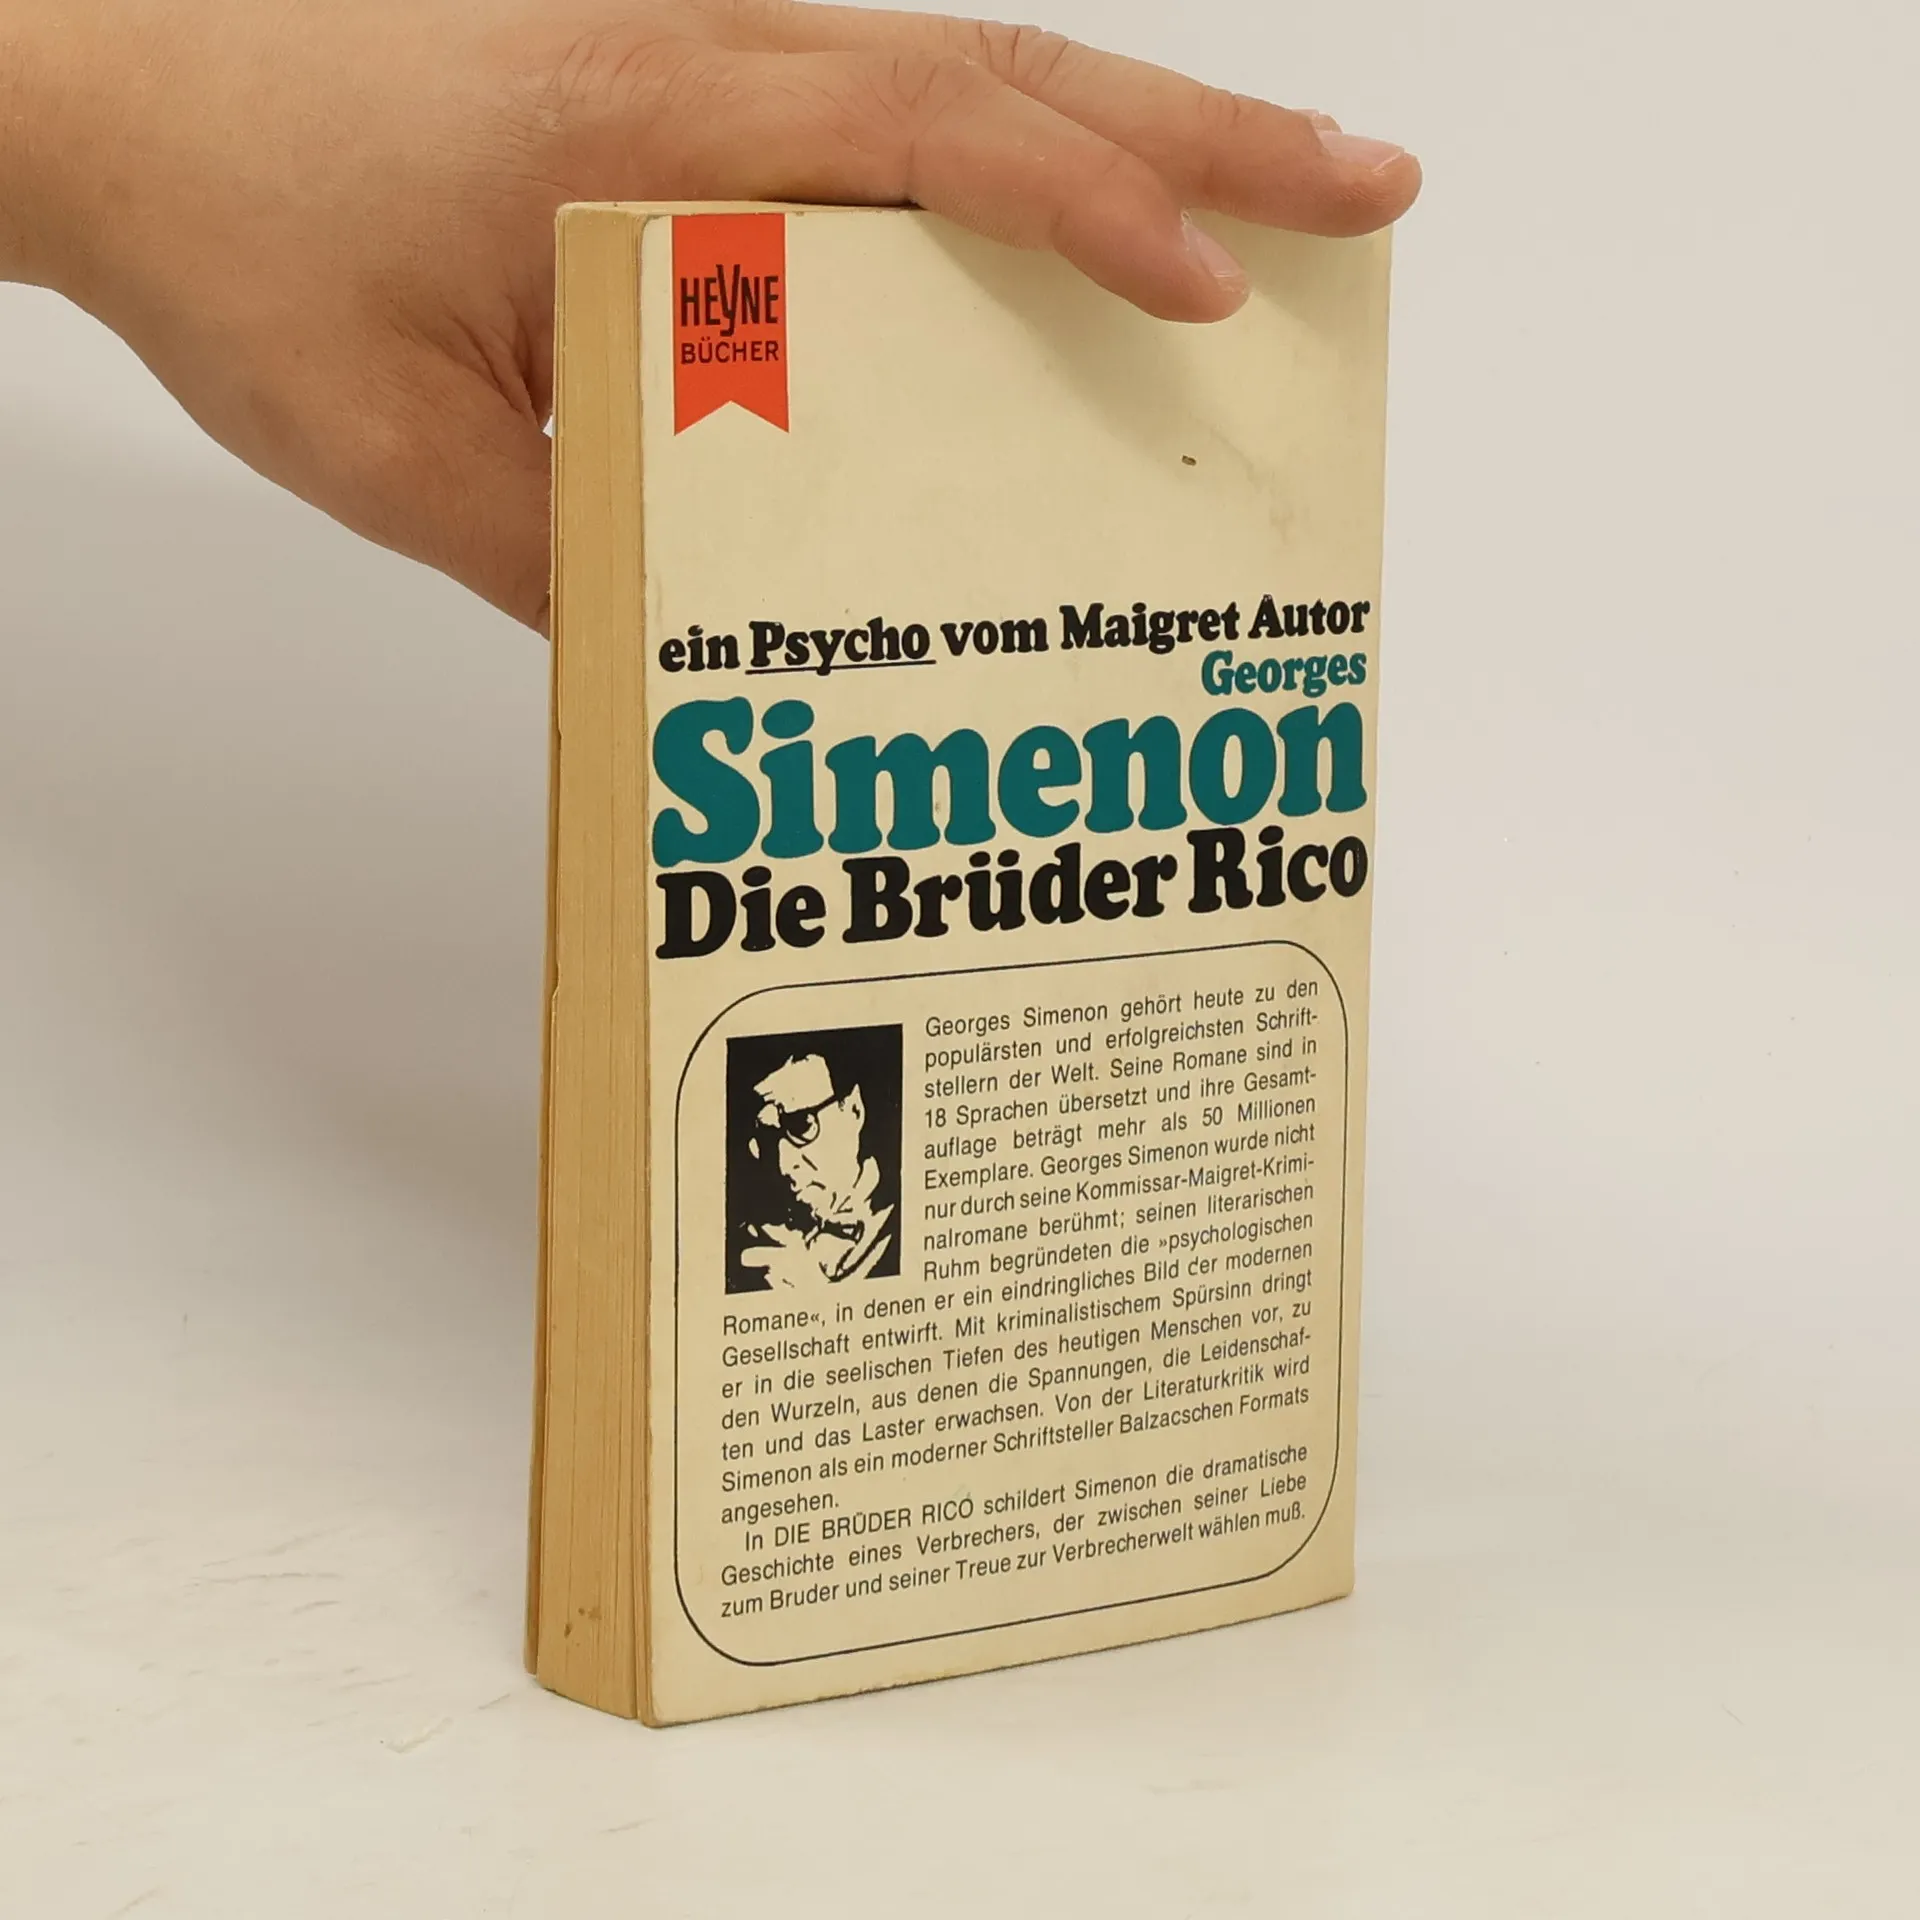 HEYNE
BÜCHER
ein Psycho vom Maigret Autor
Georges
Simenon
Die Brüder Rico
Georges Simenon gehört heute zu den
populärsten und erfolgreichsten Schrift-
stellern der Welt. Seine Romane sind in
18 Sprachen übersetzt und ihre Gesamt-
auflage beträgt mehr als 50 Millionen
Exemplare. Georges Simenon wurde nicht
nur durch seine Kommissar-Maigret-Krimi-
nalromane berühmt; seinen literarischen
Ruhm begründeten die »psychologischen
Romane«, in denen er ein eindringliches Bild der modernen
Gesellschaft entwirft. Mit kriminalistischem Spürsinn dringt
er in die seelischen Tiefen des heutigen Menschen vor, zu
den Wurzeln, aus denen die Spannungen, die Leidenschaf-
ten und das Laster erwachsen. Von der Literaturkritik wird
Simenon als ein moderner Schriftsteller Balzacschen Formats
angesehen.
In DIE BRÜDER RICO schildert Simenon die dramatische
Geschichte eines Verbrechers, der zwischen seiner Liebe
zum Bruder und seiner Treue zur Verbrecherwelt wählen muß.